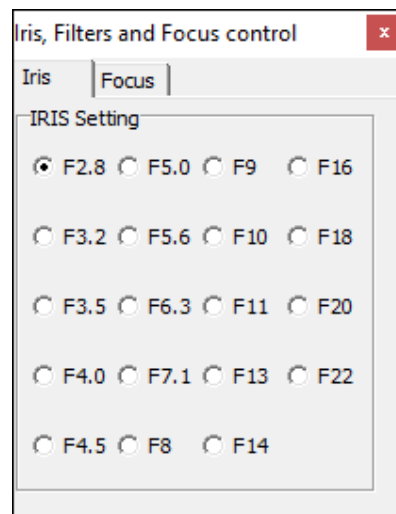 Iris, Filters and Focus control x
Iris Focus
IRIS Setting
F2.8 F5.0 F9 F16
F3.2 F5.6 F10 F18
F3.5 F6.3 F11 F20
F4.0 F7.1 F13 F22
F4.5 F8 F14